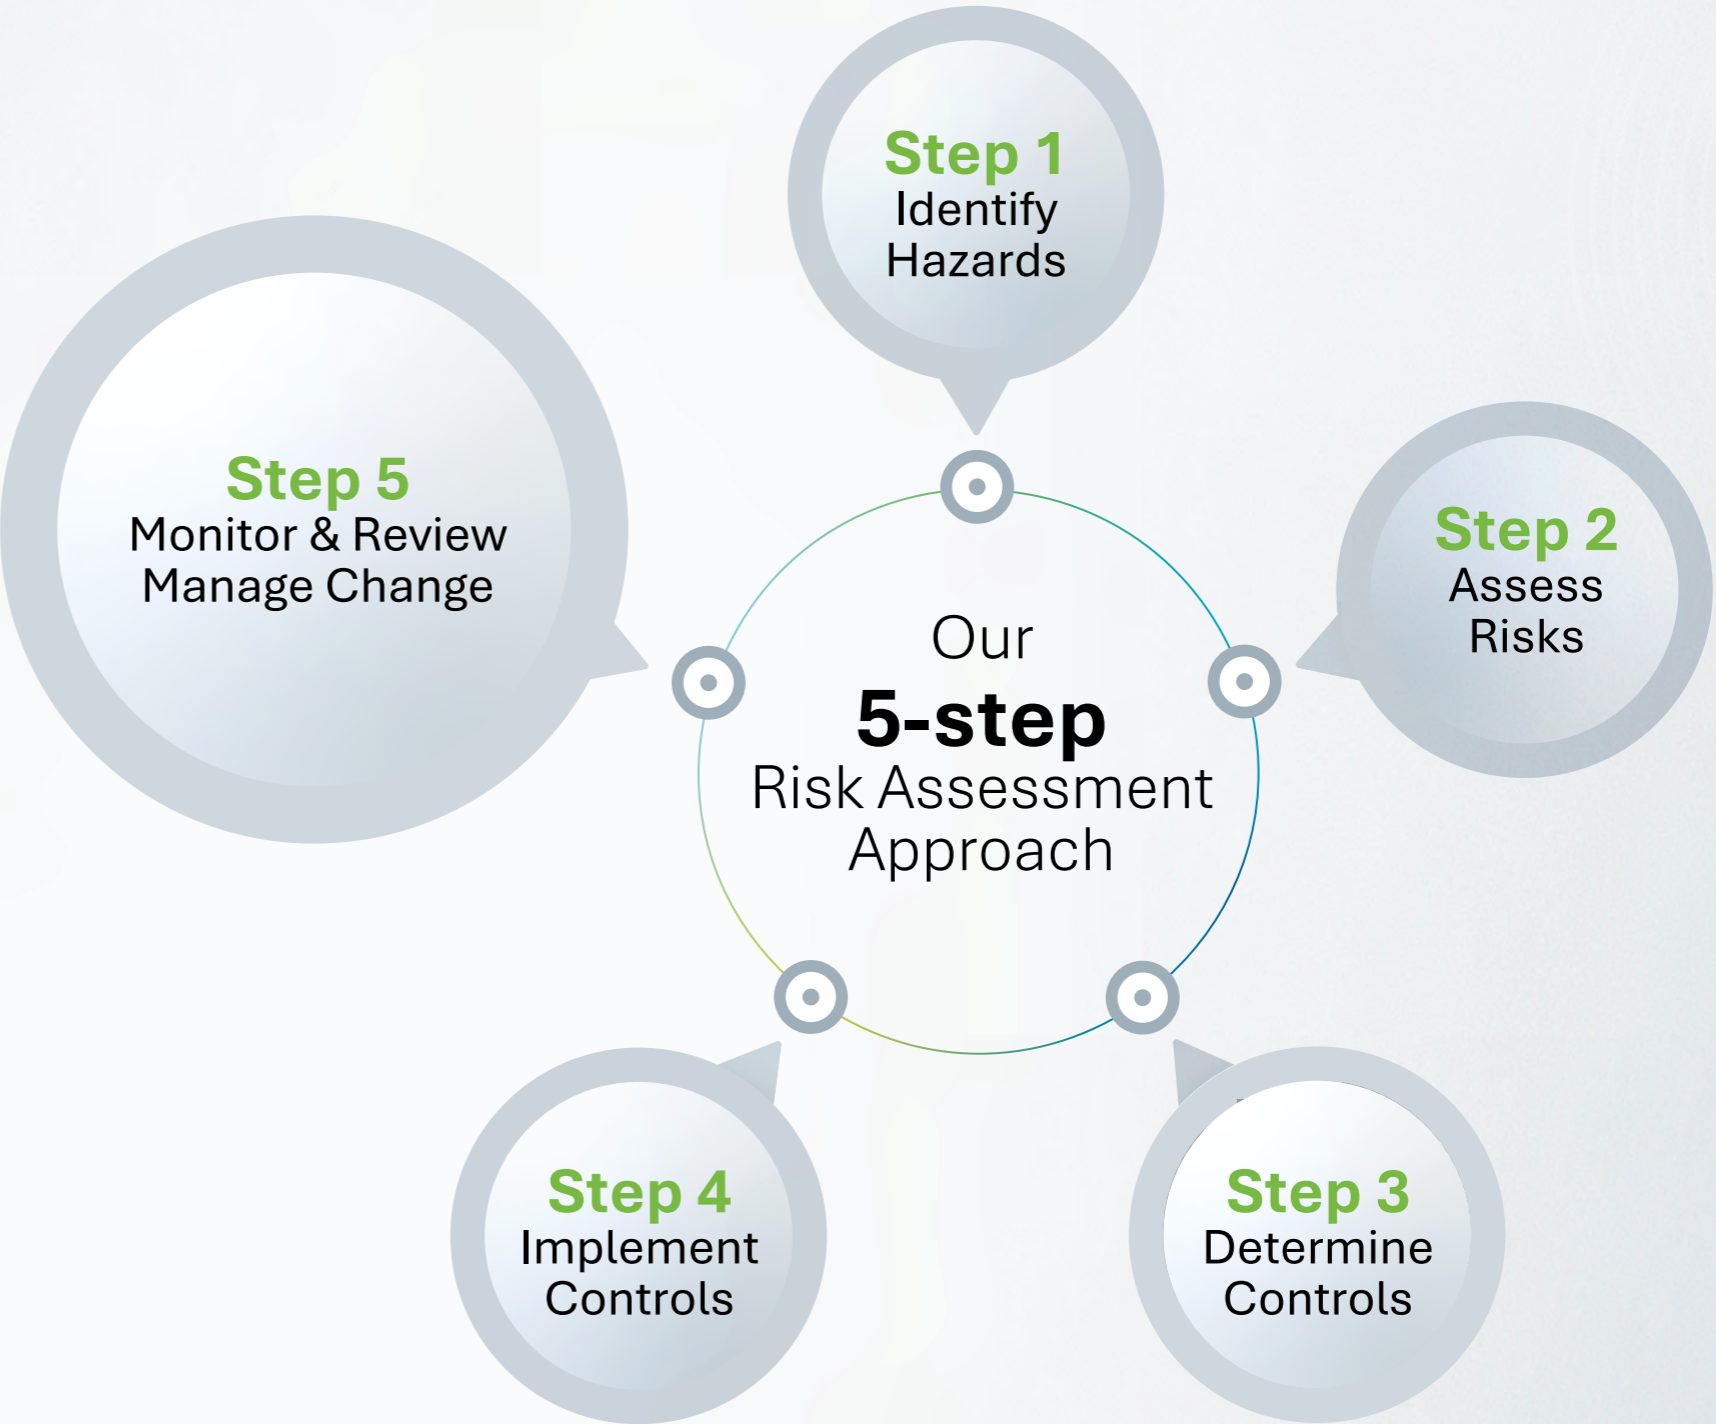 Our
5-step
Risk Assessment
Approach
Step 1
Identify
Hazards
Step 2
Assess
Risks
Step 3
Determine
Controls
Step 4
Implement
Controls
Step 5
Monitor & Review
Manage Change